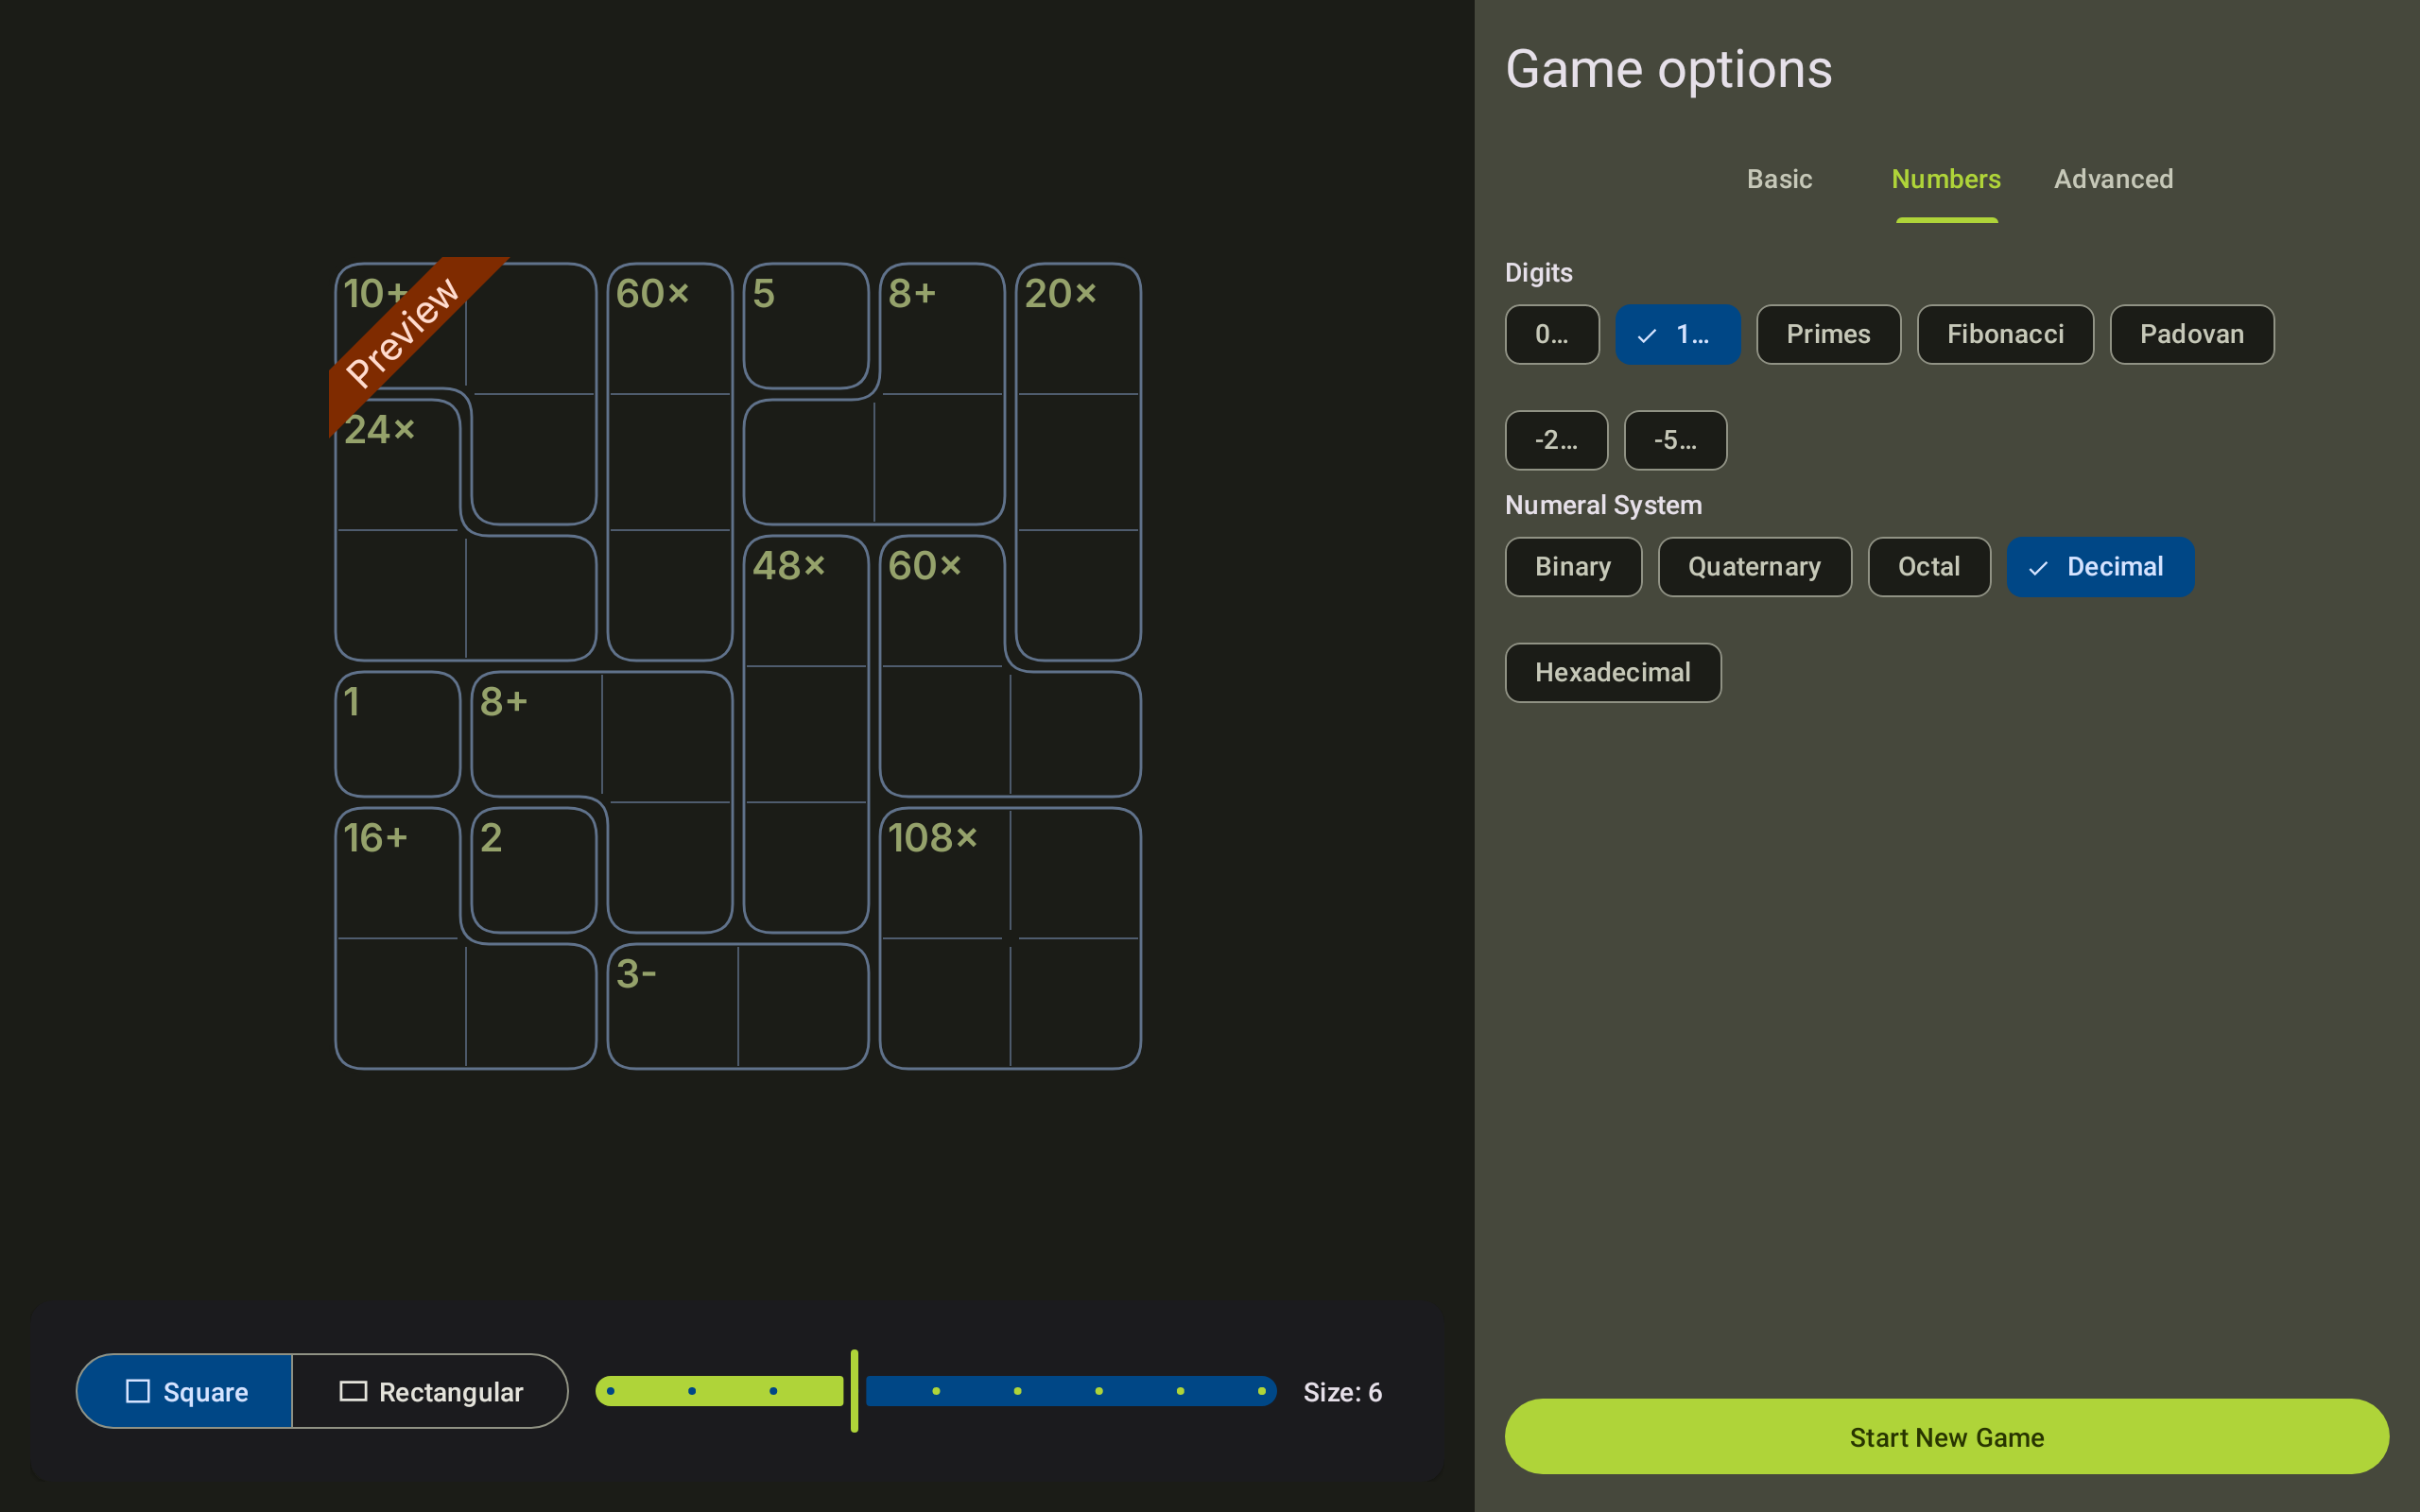 Game options
Basic Numbers Advanced
Digits
0... 1... Primes Fibonacci Padovan
-2... -5...
Numeral System
Binary Quaternary Octal Decimal
Hexadecimal
Start New Game
Preview
10+ 60× 5 8+ 20×
24×
48× 60×
1 8+
16+ 2 108×
3-
Square Rectangular Size: 6